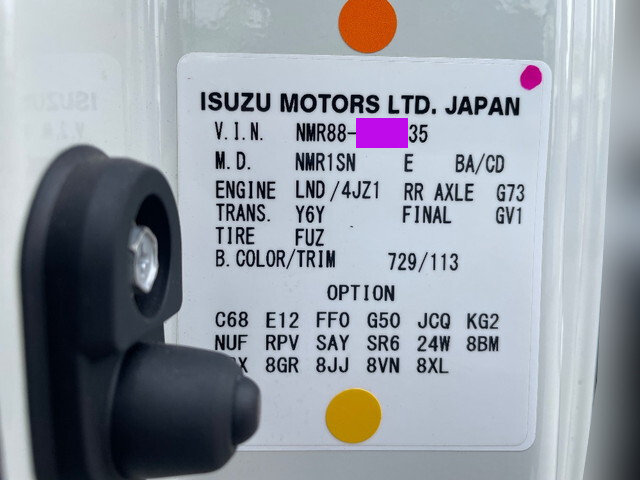 ISUZU MOTORS LTD. JAPAN
V.I.N. NMR88- 35
M.D. NMR1SN E BA/CD
ENGINE LND/4JZ1 RR AXLE G73
TRANS. Y6Y FINAL GV1
TIRE FUZ
B.COLOR/TRIM 729/113
OPTION
C68 E12 FF0 G50 JCQ KG2
NUF RPV SAY SR6 24W 8BM
8GR 8JJ 8VN 8XL